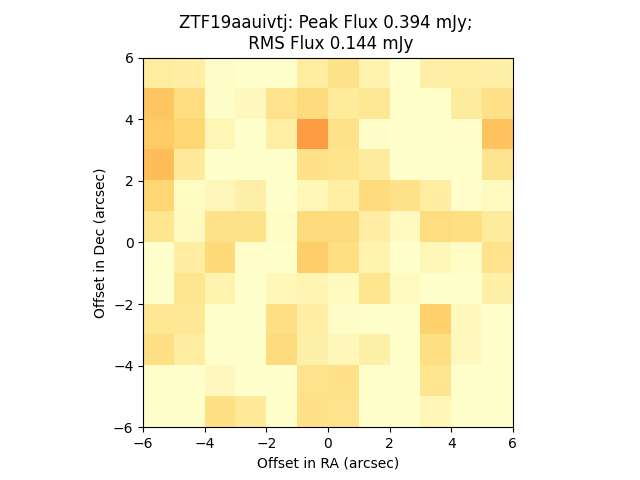 ZTF19aauivtj: Peak Flux 0.394 mJy;
RMS Flux 0.144 mJy
6
4
2
0
−2
−4
−6
Offset in Dec (arcsec)
−6 −4 −2 0 2 4 6
Offset in RA (arcsec)